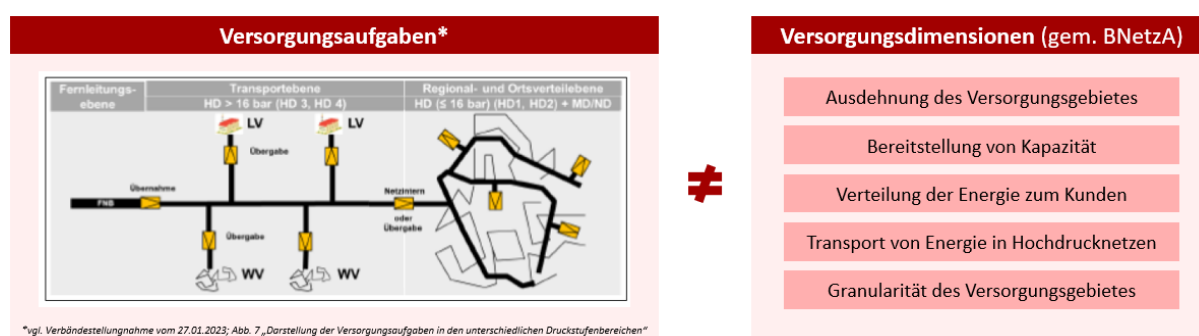 Versorgungsaufgaben*
Fernleitungs-
ebene
Transportebene
HD > 16 bar (HD 3, HD 4)
Regional- und Ortsverteilebene
HD (≤ 16 bar) (HD1, HD2) + MD/ND
LV
LV
Übergabe
Übernahme
FNB
Netzintern
oder
Übergabe
Übergabe
WV
WV
*vgl. Verbändestellungnahme vom 27.01.2023; Abb. 7 „Darstellung der Versorgungsaufgaben in den unterschiedlichen Druckstufenbereichen“
≠
Versorgungsdimensionen (gem. BNetzA)
Ausdehnung des Versorgungsgebietes
Bereitstellung von Kapazität
Verteilung der Energie zum Kunden
Transport von Energie in Hochdrucknetzen
Granularität des Versorgungsgebietes